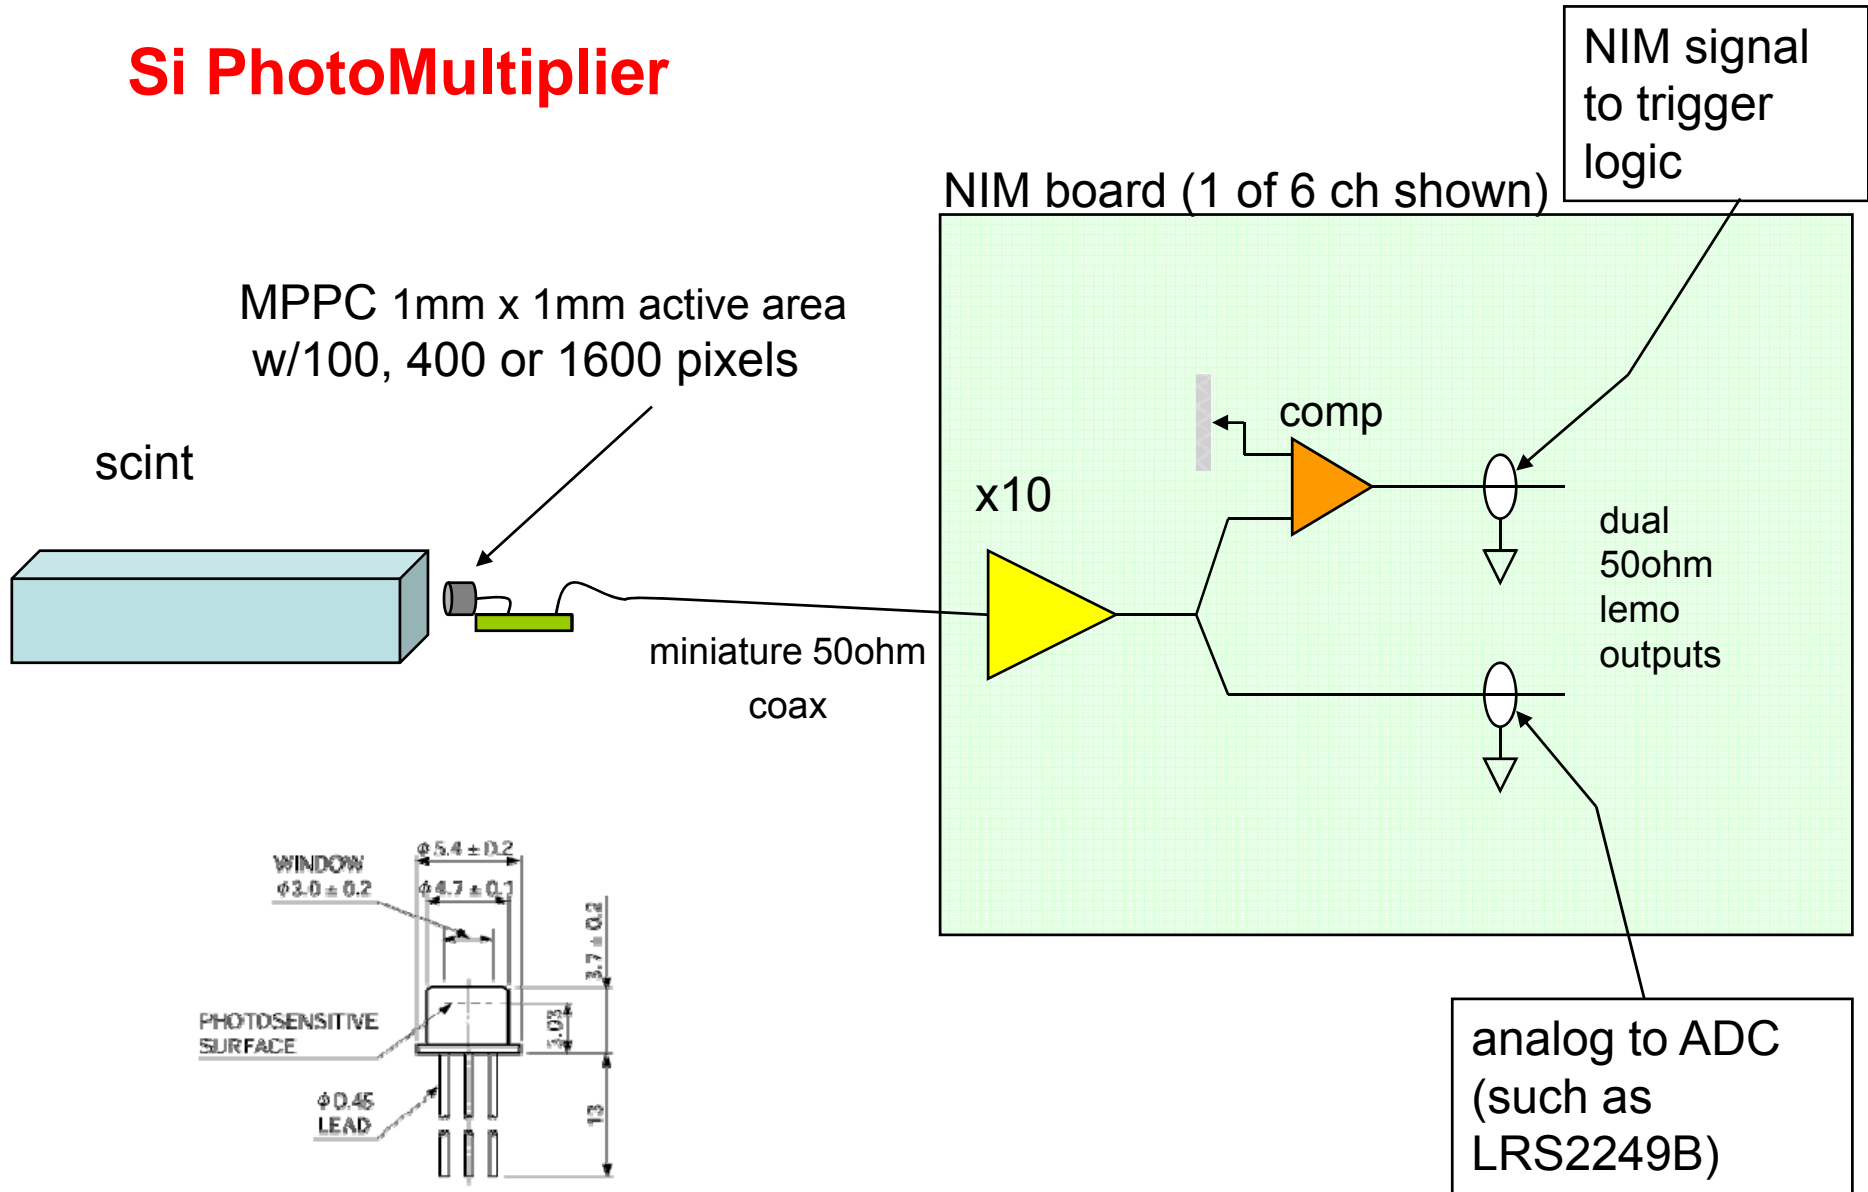 Si PhotoMultiplier
NIM signal
to trigger
logic
NIM board (1 of 6 ch shown)
MPPC 1mm x 1mm active area
w/100, 400 or 1600 pixels
scint
comp
x10
dual
50ohm
lemo
outputs
miniature 50ohm
coax
WINDOW
ϕ3.0 ± 0.2
ϕ5.4 ± 0.2
ϕ4.7 ± 0.1
3.7 ± 0.2
PHOTOSENSITIVE
SURFACE
ϕ0.45
LEAD
13
analog to ADC
(such as
LRS2249B)